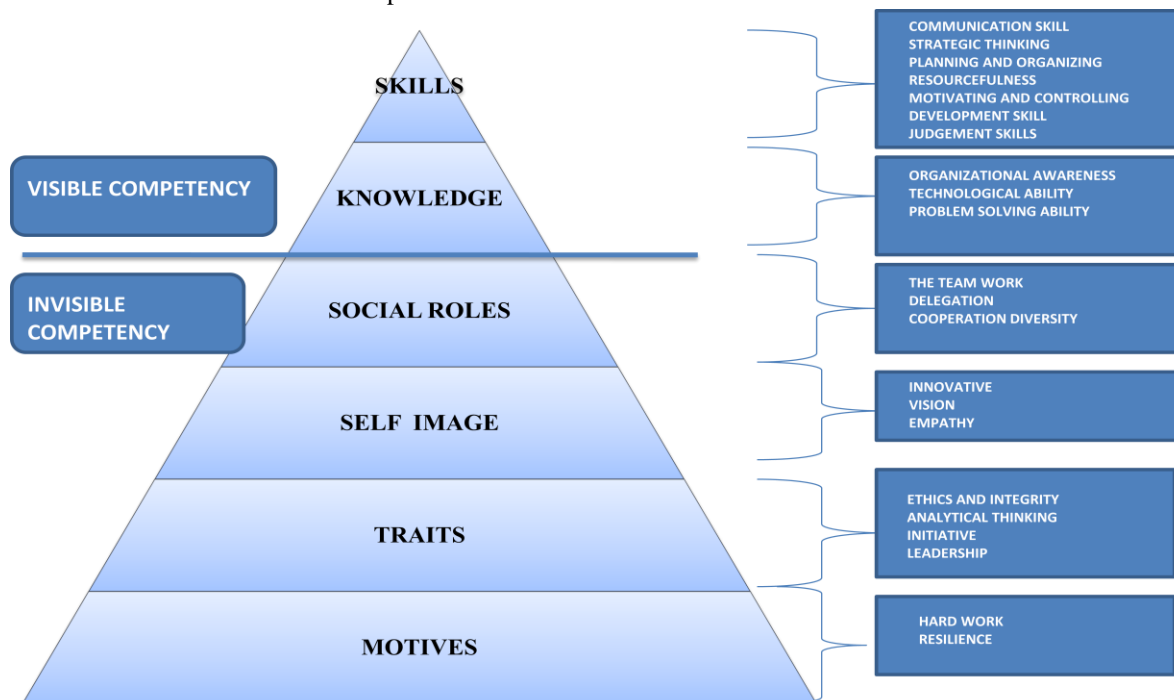 SKILLS
COMMUNICATION SKILL
STRATEGIC THINKING
PLANNING AND ORGANIZING
RESOURCEFULNESS
MOTIVATING AND CONTROLLING
DEVELOPMENT SKILL
JUDGEMENT SKILLS
VISIBLE COMPETENCY
KNOWLEDGE
ORGANIZATIONAL AWARENESS
TECHNOLOGICAL ABILITY
PROBLEM SOLVING ABILITY
INVISIBLE
COMPETENCY
SOCIAL ROLES
THE TEAM WORK
DELEGATION
COOPERATION DIVERSITY
SELF IMAGE
INNOVATIVE
VISION
EMPATHY
TRAITS
ETHICS AND INTEGRITY
ANALYTICAL THINKING
INITIATIVE
LEADERSHIP
MOTIVES
HARD WORK
RESILIENCE